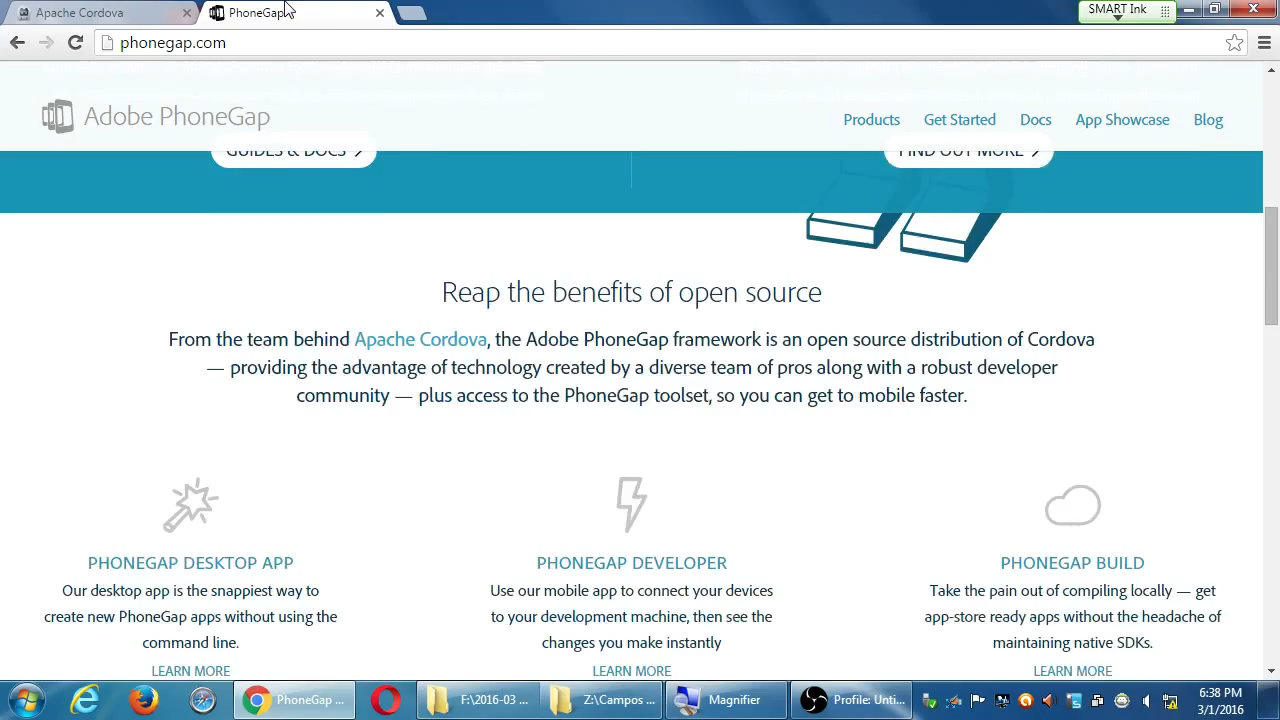 Apache Cordova
PhoneGap
SMART Ink
phonegap.com
Adobe PhoneGap
Products
Get Started
Docs
App Showcase
Blog
GUIDES & DOCS
FIND OUT MORE
Reap the benefits of open source
From the team behind Apache Cordova, the Adobe PhoneGap framework is an open source distribution of Cordova
— providing the advantage of technology created by a diverse team of pros along with a robust developer
community — plus access to the PhoneGap toolset, so you can get to mobile faster.
PHONEGAP DESKTOP APP
Our desktop app is the snappiest way to
create new PhoneGap apps without using the
command line.
LEARN MORE
PHONEGAP DEVELOPER
Use our mobile app to connect your devices
to your development machine, then see the
changes you make instantly
LEARN MORE
PHONEGAP BUILD
Take the pain out of compiling locally — get
app-store ready apps without the headache of
maintaining native SDKs.
LEARN MORE
PhoneGap ...
F:\2016-03 ...
Z:\Campos ...
Magnifier
Profile: Unti...
6:38 PM
3/1/2016